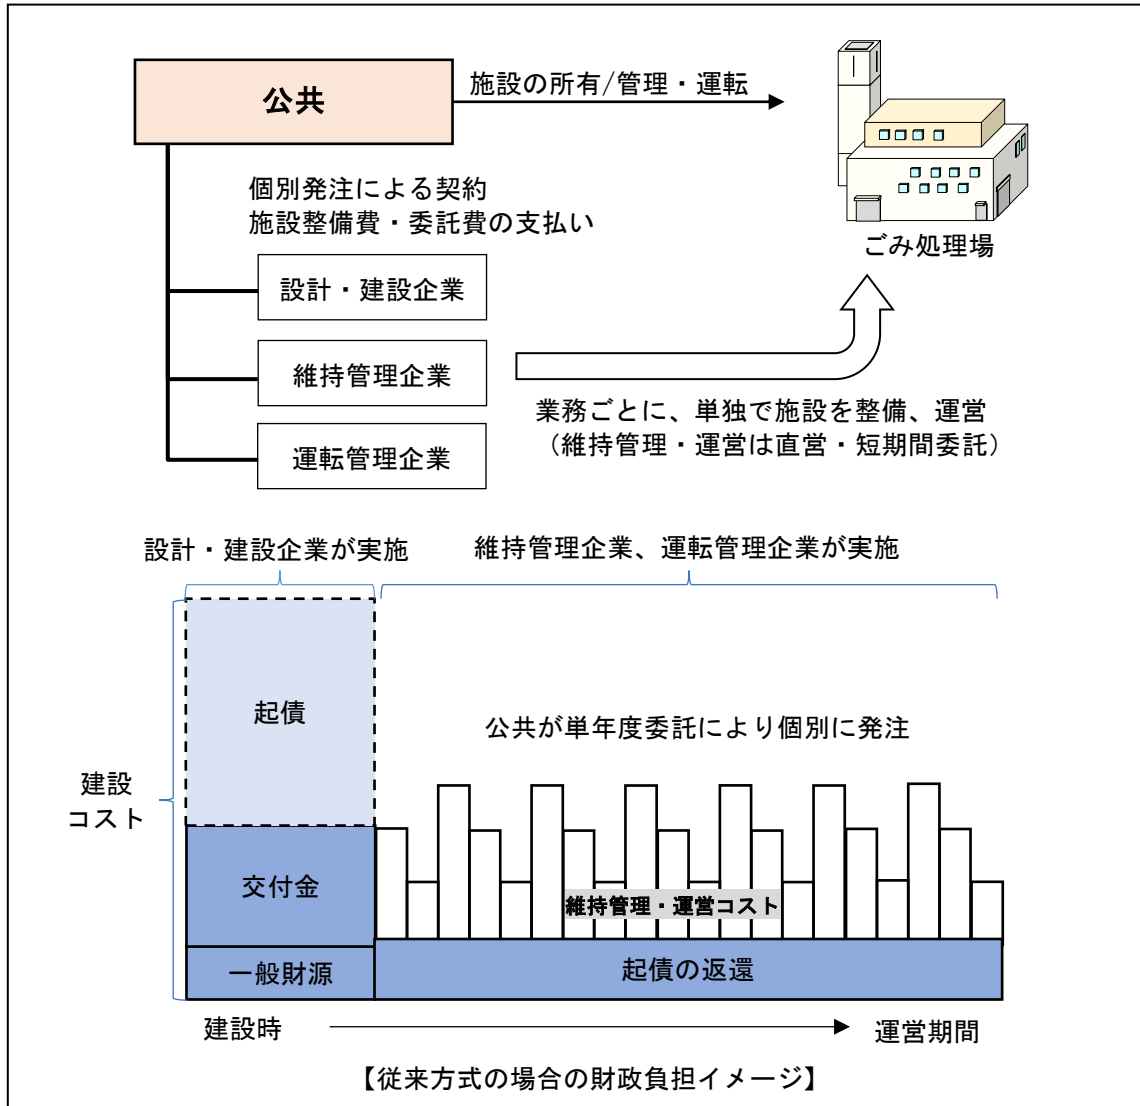 公共
施設の所有/管理・運転
個別発注による契約
施設整備費・委託費の支払い
ごみ処理場
設計・建設企業
維持管理企業
運転管理企業
業務ごとに、単独で施設を整備、運営
（維持管理・運営は直営・短期間委託）
設計・建設企業が実施
維持管理企業、運転管理企業が実施
起債
公共が単年度委託により個別に発注
建設
コスト
交付金
維持管理・運営コスト
一般財源
起債の返還
建設時
運営期間
【従来方式の場合の財政負担イメージ】